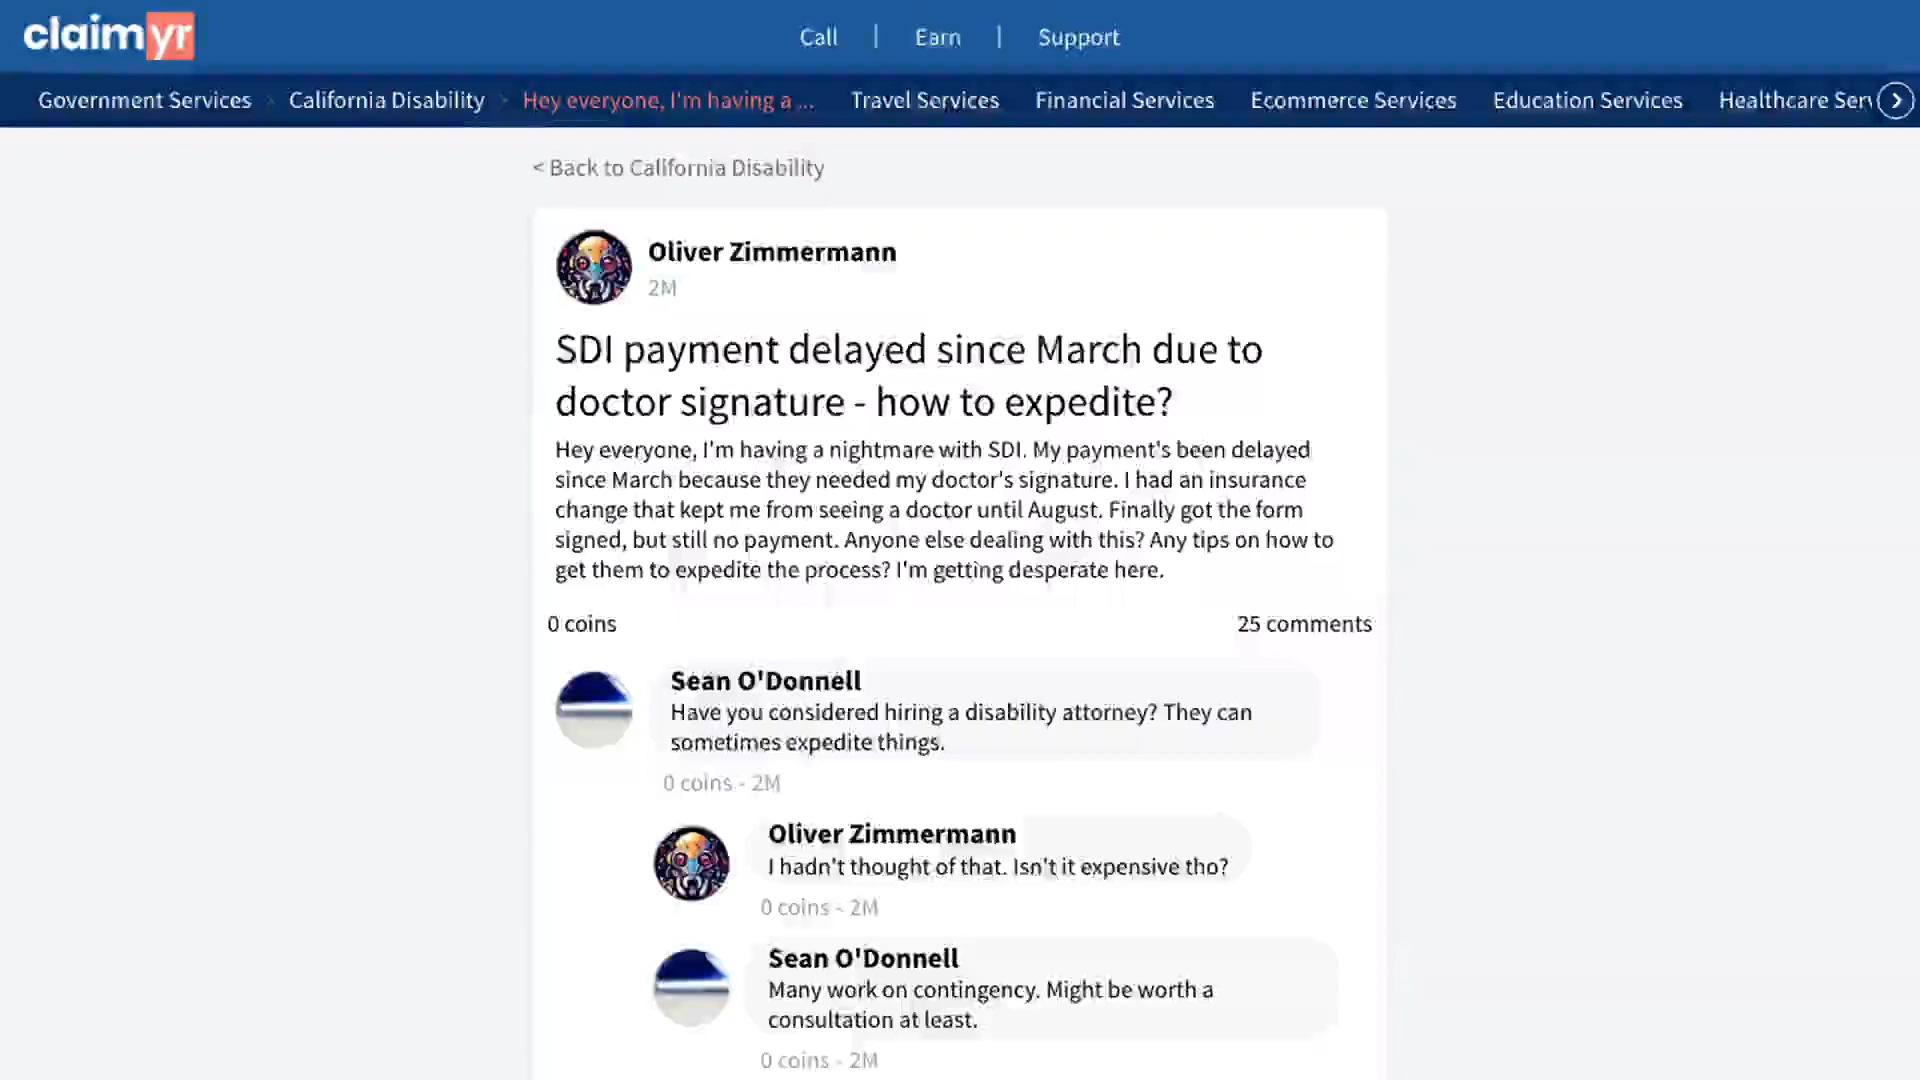 claimyr
Call | Earn | Support
Government Services > California Disability > Hey everyone, I'm having a ... Travel Services Financial Services Ecommerce Services Education Services Healthcare Serv
< Back to California Disability
Oliver Zimmermann
2M
SDI payment delayed since March due to
doctor signature - how to expedite?
Hey everyone, I'm having a nightmare with SDI. My payment's been delayed
since March because they needed my doctor's signature. I had an insurance
change that kept me from seeing a doctor until August. Finally got the form
signed, but still no payment. Anyone else dealing with this? Any tips on how to
get them to expedite the process? I'm getting desperate here.
0 coins 25 comments
Sean O'Donnell
Have you considered hiring a disability attorney? They can
sometimes expedite things.
0 coins - 2M
Oliver Zimmermann
I hadn't thought of that. Isn't it expensive tho?
0 coins - 2M
Sean O'Donnell
Many work on contingency. Might be worth a
consultation at least.
0 coins - 2M